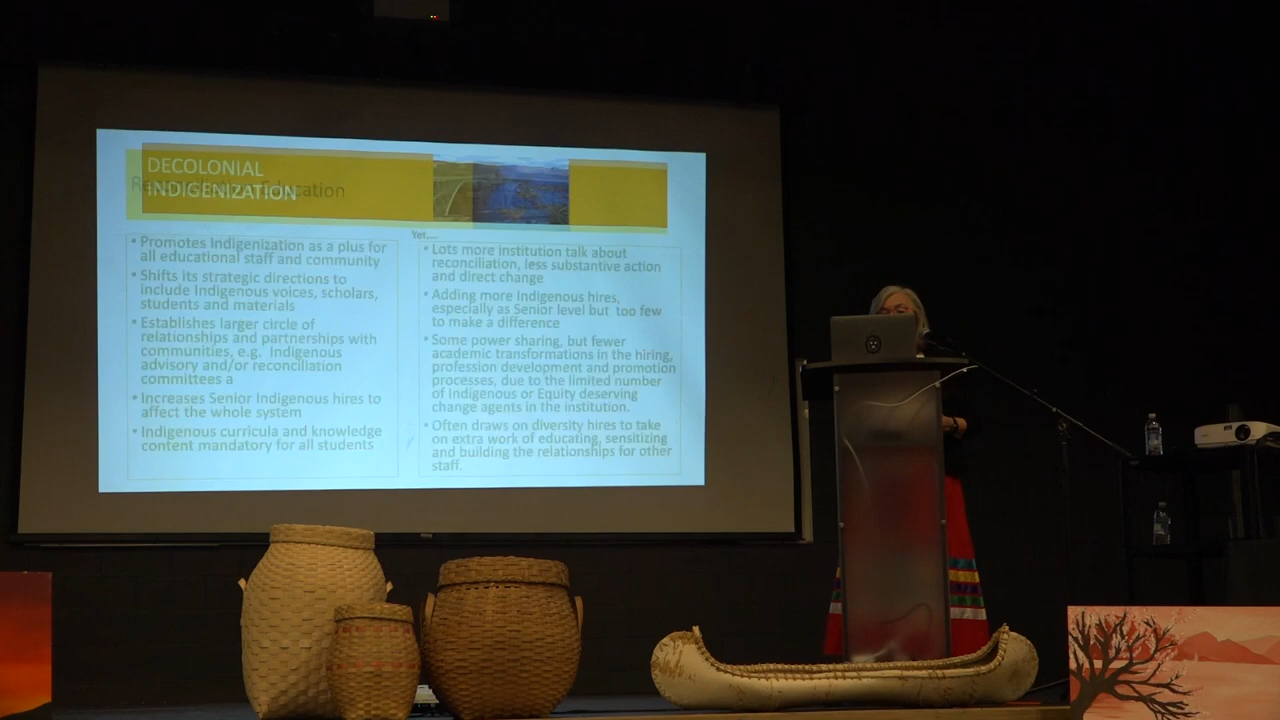 DECOLONIAL
INDIGENIZATION
Reconciliation Education
Yet,...
• Promotes Indigenization as a plus for
all educational staff and community
• Shifts its strategic directions to
include Indigenous voices, scholars,
students and materials
• Establishes larger circle of
relationships and partnerships with
communities, e.g. Indigenous
advisory and/or reconciliation
committees a
• Increases Senior Indigenous hires to
affect the whole system
• Indigenous curricula and knowledge
content mandatory for all students
• Lots more institution talk about
reconciliation, less substantive action
and direct change
• Adding more Indigenous hires,
especially as Senior level but too few
to make a difference
• Some power sharing, but fewer
academic transformations in the hiring,
profession development and promotion
processes, due to the limited number
of Indigenous or Equity deserving
change agents in the institution.
• Often draws on diversity hires to take
on extra work of educating, sensitizing
and building the relationships for other
staff.